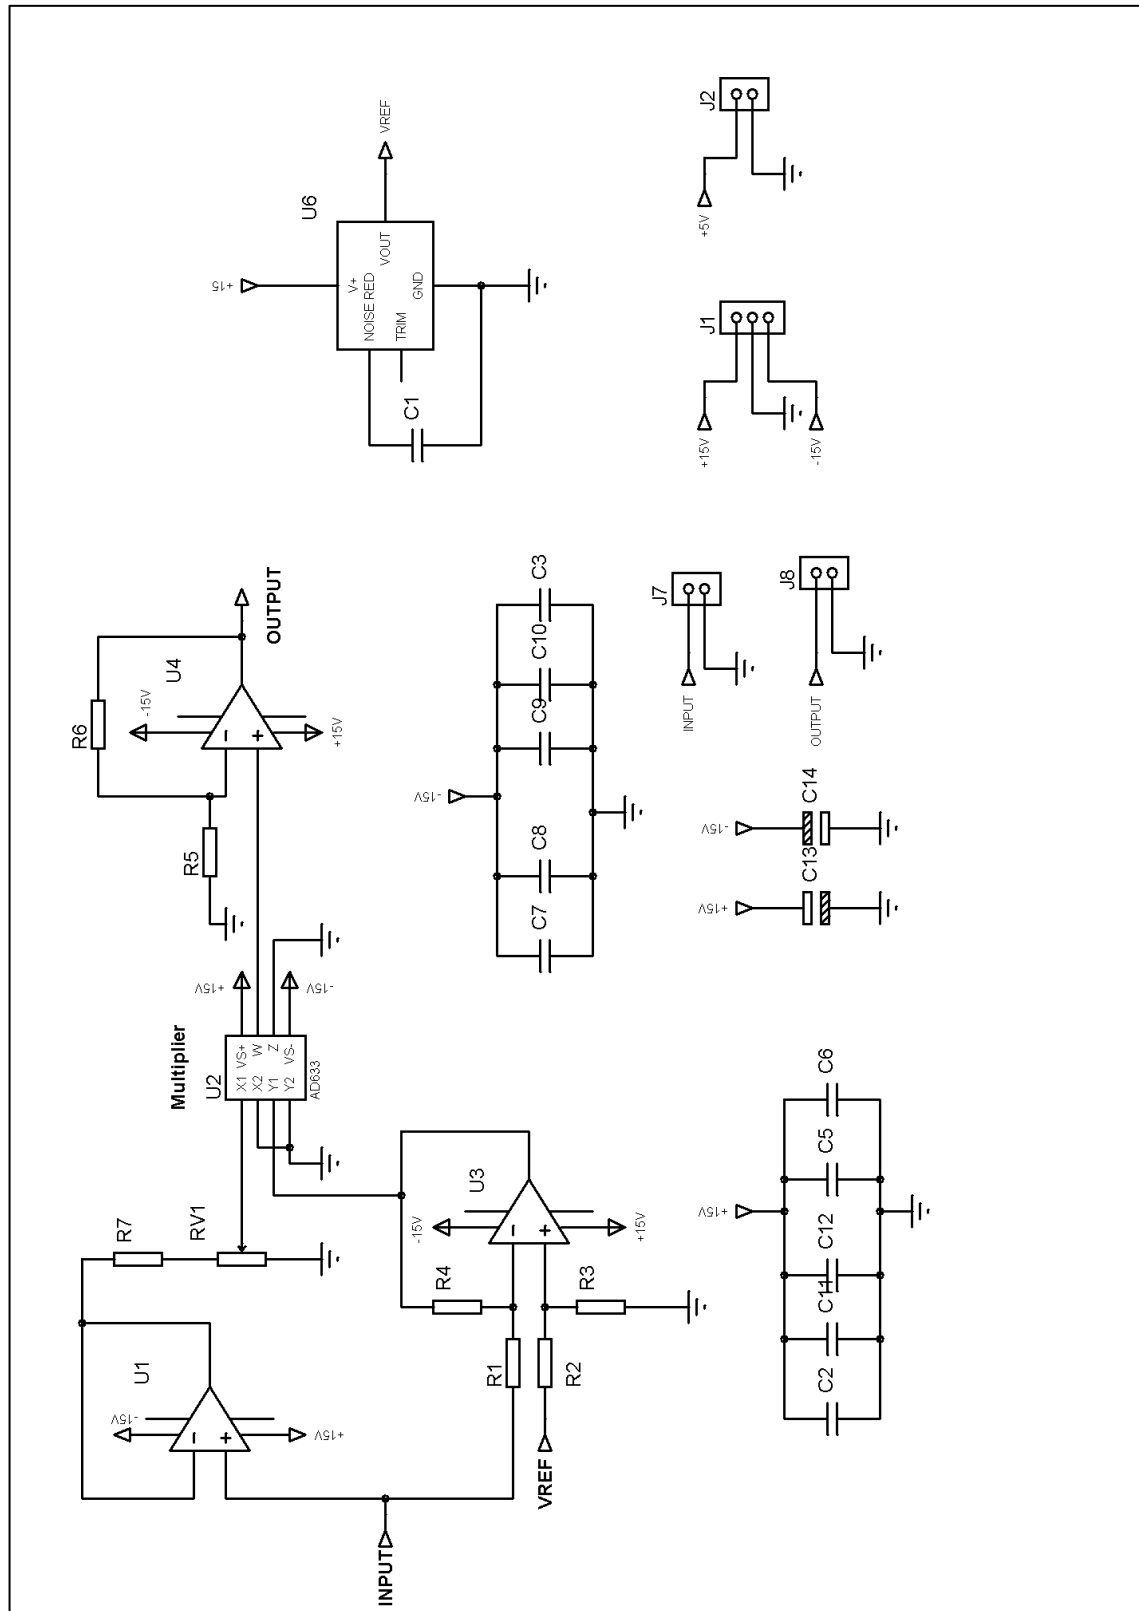 INPUT
U1
-15V
+15V
R7
RV1
Multiplier
U2
X1 VS+
X2 W
Y1 Z
Y2 VS-
AD633
+15V
-15V
R5
R6
U4
-15V
+15V
OUTPUT
VREF
R1
R2
R4
R3
U3
-15V
+15V
+15
U6
V+
NOISE RED
VOUT
TRIM
GND
VREF
C1
-15V
C7
C8
C9
C10
C3
+15V
C2
C11
C12
C5
C6
+15V
-15V
C13
C14
INPUT
J7
OUTPUT
J8
+15V
-15V
J1
+5V
J2